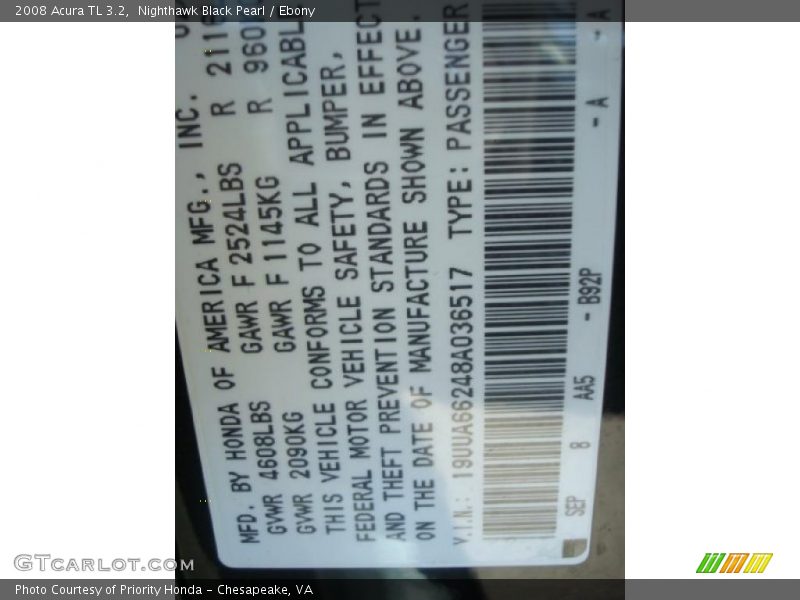 2008 Acura TL 3.2, Nighthawk Black Pearl / Ebony
MFD. BY HONDA OF AMERICA MFG., INC.
GVWR 4608LBS GAWR F 2524LBS R
GVWR 2090KG GAWR F 1145KG R
THIS VEHICLE CONFORMS TO ALL APPLICABL
FEDERAL MOTOR VEHICLE SAFETY, BUMPER,
AND THEFT PREVENTION STANDARDS IN EFFECT
ON THE DATE OF MANUFACTURE SHOWN ABOVE.
V.I.N.: 19UUA66248A036517 TYPE: PASSENGER
SEP 8 AA5 - B92P - A - A
GTCARLOT.COM
Photo Courtesy of Priority Honda - Chesapeake, VA